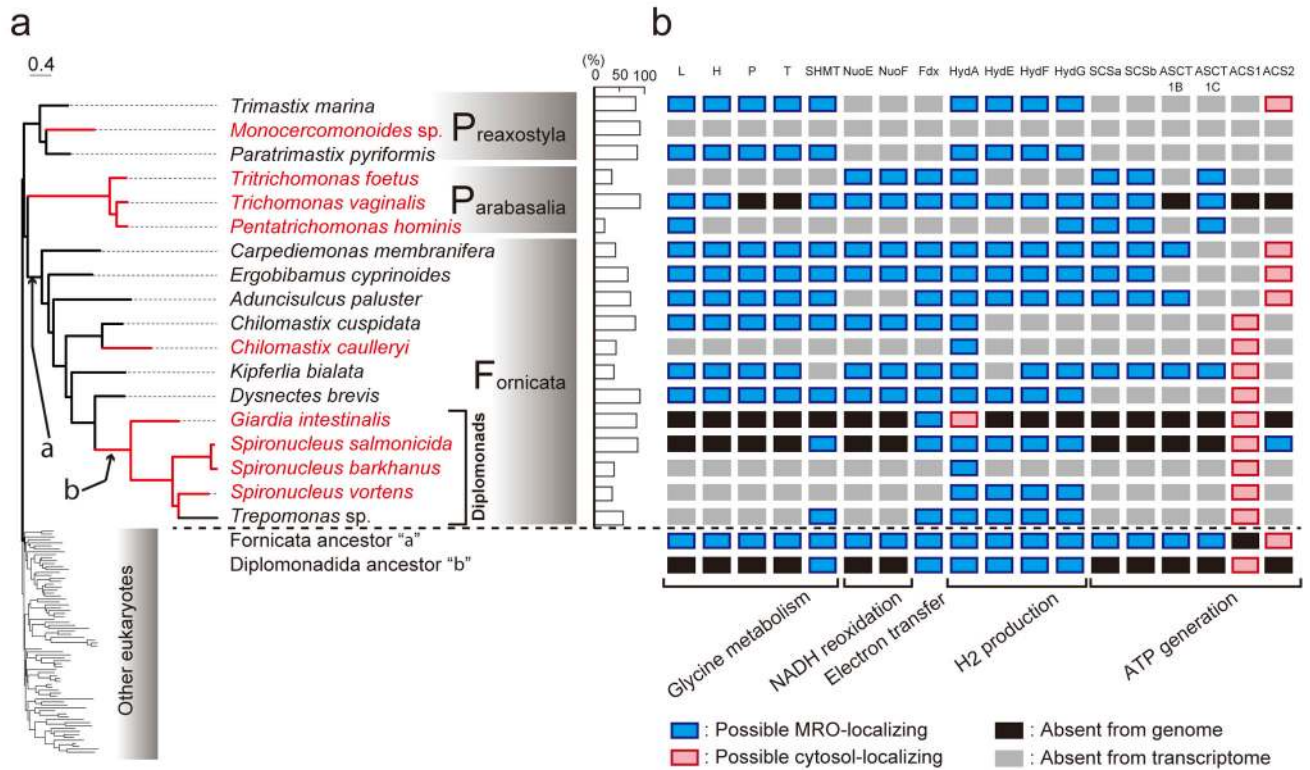 a
b
0.4
(%)
0 50 100
L H P T SHMT NuoE NuoF Fdx HydA HydE HydF HydG SCSa SCSb ASCT 1B ASCT 1C ACS1 ACS2
Trimastix marina
Monocercomonoides sp.
Preaxostyla
Paratrimastix pyriformis
Tritrichomonas foetus
Trichomonas vaginalis
Parabasalia
Pentatrichomonas hominis
Carpediemonas membranifera
Ergobibamus cyprinoides
Aduncisulcus paluster
Chilomastix cuspidata
Chilomastix caulleryi
Kipferlia bialata
Fornicata
Dysnectes brevis
Giardia intestinalis
Spironucleus salmonicida
Spironucleus barkhanus
Spironucleus vortens
Trepomonas sp.
Diplomonads
a
b
Fornicata ancestor "a"
Diplomonadida ancestor "b"
Other eukaryotes
Glycine metabolism
NADH reoxidation
Electron transfer
H2 production
ATP generation
: Possible MRO-localizing
: Absent from genome
: Possible cytosol-localizing
: Absent from transcriptome